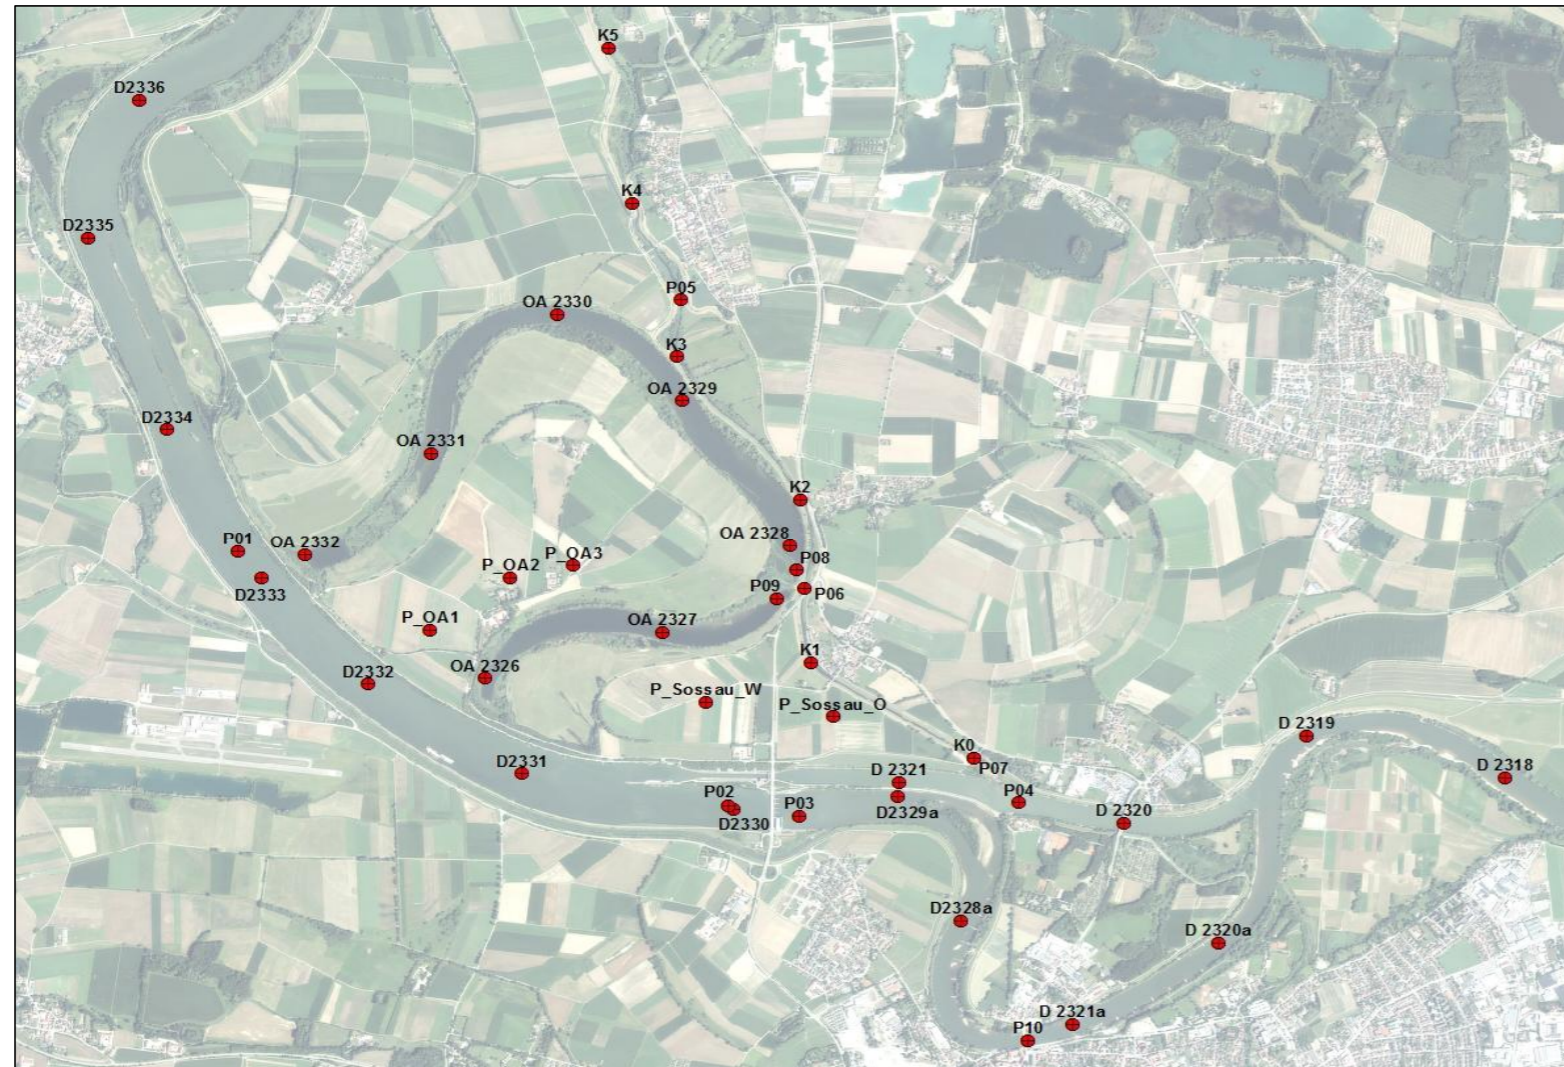 K5
D2336
K4
D2335
P05
OA 2330
K3
OA 2329
D2334
OA 2331
K2
OA 2328
P01
OA 2332
P_OA3
P_OA2
P08
D2333
P09
P06
P_OA1
OA 2327
K1
OA 2326
D2332
P_Sossau_W
P_Sossau_O
D 2319
K0
D2331
P07
D 2321
D 2318
P02
P03
P04
D2330
D2329a
D 2320
D2328a
D 2320a
D 2321a
P10